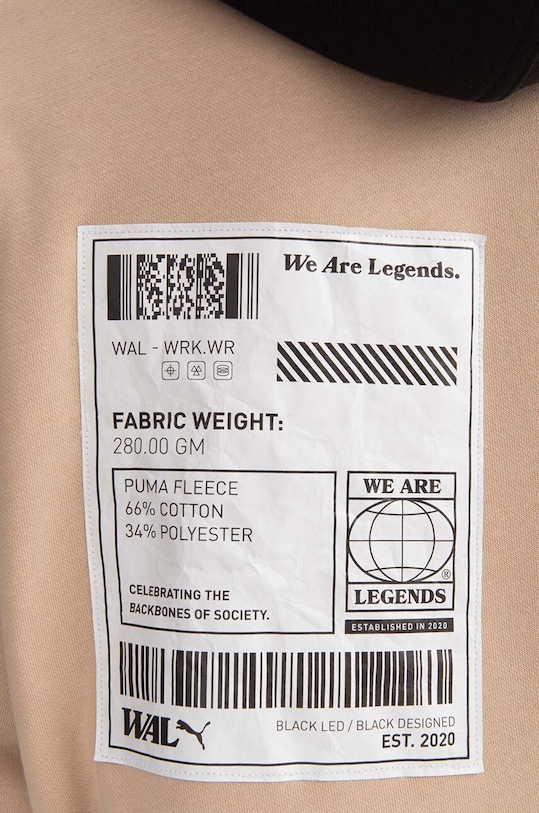 We Are Legends.
WAL - WRK.WR
FABRIC WEIGHT:
280.00 GM
PUMA FLEECE
66% COTTON
34% POLYESTER
CELEBRATING THE
BACKBONES OF SOCIETY.
WE ARE
®
LEGENDS
ESTABLISHED IN 2020
WAL
BLACK LED / BLACK DESIGNED
EST. 2020